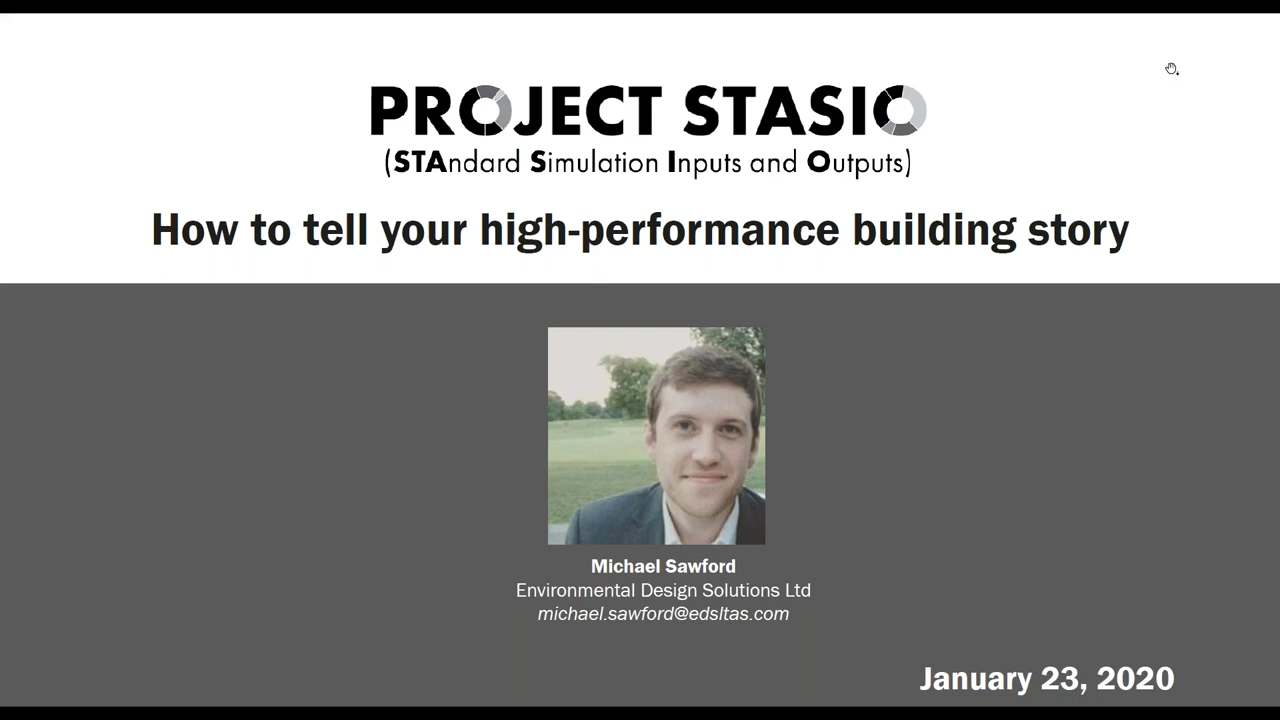 PROJECT STASIO
(STAndard Simulation Inputs and Outputs)
How to tell your high-performance building story
Michael Sawford
Environmental Design Solutions Ltd
michael.sawford@edsltas.com
January 23, 2020